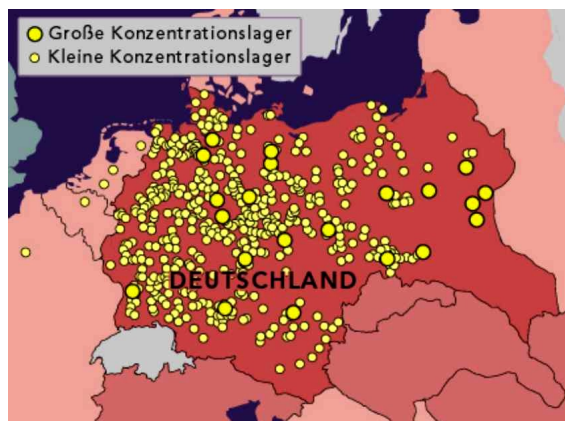 Große Konzentrationslager
Kleine Konzentrationslager
DEUTSCHLAND